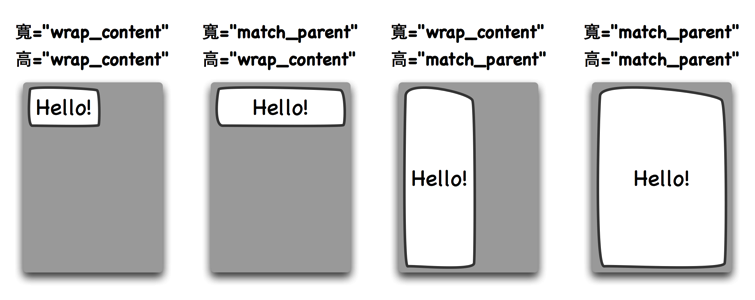 寬="wrap_content"
高="wrap_content"
Hello!
寬="match_parent"
高="wrap_content"
Hello!
寬="wrap_content"
高="match_parent"
Hello!
寬="match_parent"
高="match_parent"
Hello!